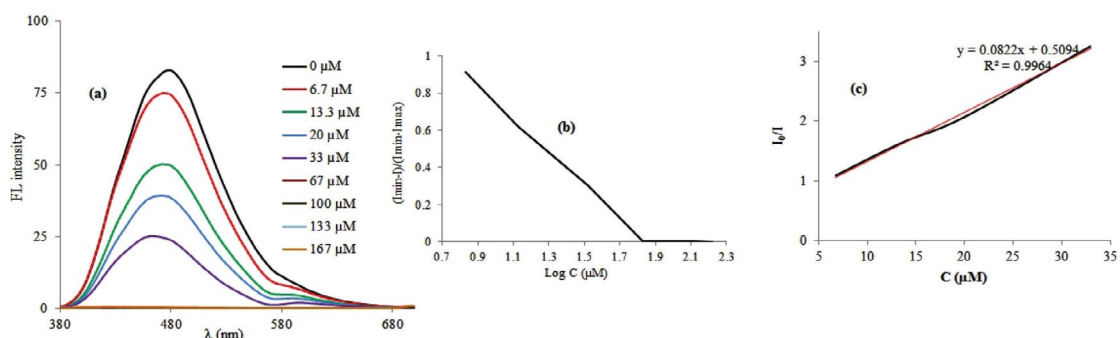 100
75
50
25
0
FL intensity
380
480
580
680
λ (nm)
(a)
0 µM
6.7 µM
13.3 µM
20 µM
33 µM
67 µM
100 µM
133 µM
167 µM
1
0.8
0.6
0.4
0.2
0
(Imin-I)/(Imin-Imax)
0.7
0.9
1.1
1.3
1.5
1.7
1.9
2.1
2.3
Log C (µM)
(b)
3
2
1
0
I₀/I
5
10
15
20
25
30
35
C (µM)
(c)
y = 0.0822x + 0.5094
R² = 0.9964